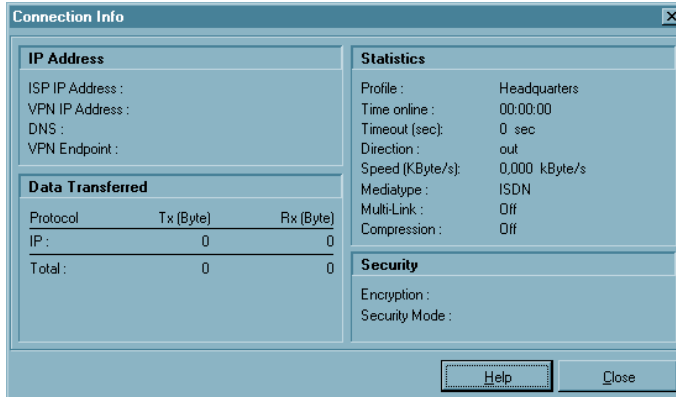 Connection Info
IP Address
ISP IP Address :
VPN IP Address :
DNS :
VPN Endpoint :
Data Transferred
Protocol Tx (Byte) Rx (Byte)
IP : 0 0
Total : 0 0
Statistics
Profile : Headquarters
Time online : 00:00:00
Timeout (sec): 0 sec
Direction : out
Speed (KByte/s): 0,000 kByte/s
Mediatype : ISDN
Multi-Link : Off
Compression : Off
Security
Encryption :
Security Mode :
Help Close